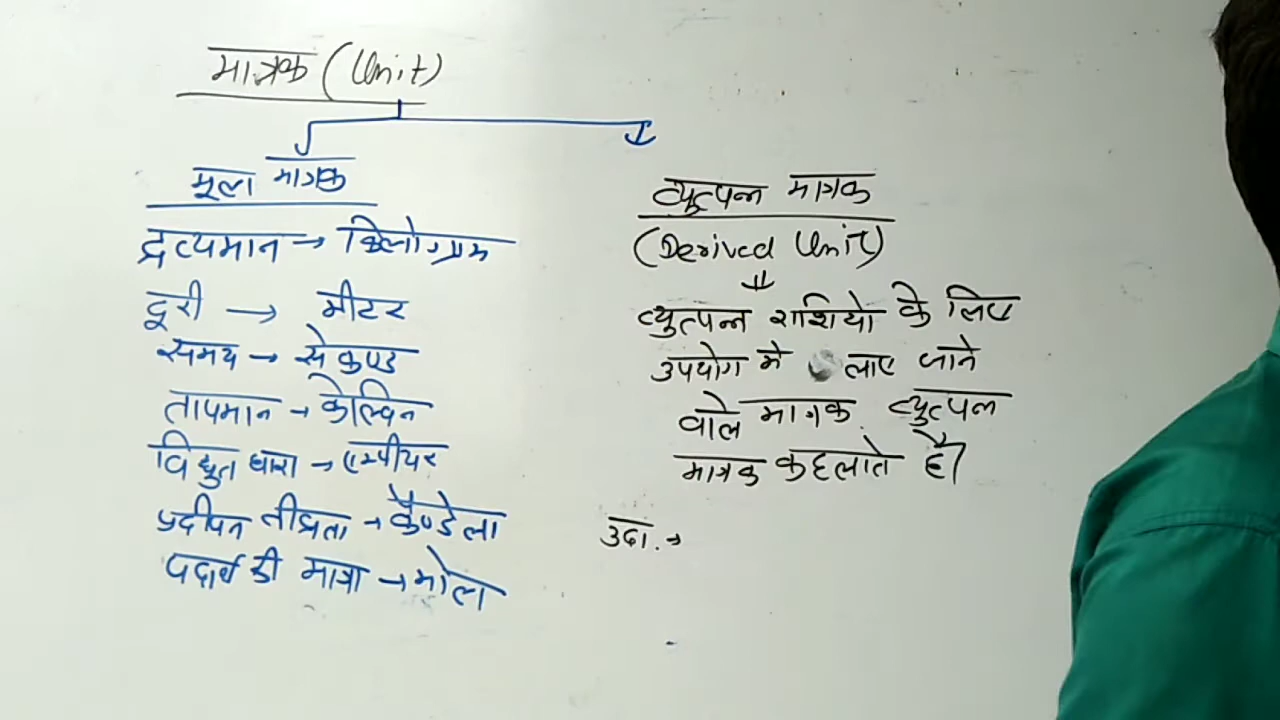 मात्रक (Unit)
मूल मात्रक
द्रव्यमान → किलोग्राम
दूरी → मीटर
समय → सेकण्ड
तापमान → केल्विन
विधुत धारा → एम्पीयर
प्रदीपन तीव्रता → कैण्डेला
पदार्थ की मात्रा → मोल
व्युत्पन्न मात्रक
(Derived Unit)
व्युत्पन्न राशियो के लिए
उपयोग मे लाए जाने
वाले मात्रक व्युत्पन्न
मात्रक कहलाते है।
उदा. →